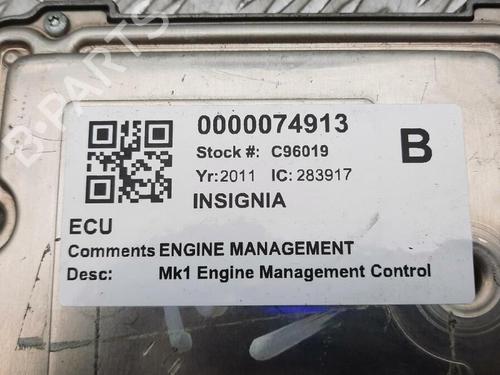 B-PARTS
0000074913
B
Stock #: C96019
Yr: 2011 IC: 283917
INSIGNIA
ECU
Comments ENGINE MANAGEMENT
Desc: Mk1 Engine Management Control